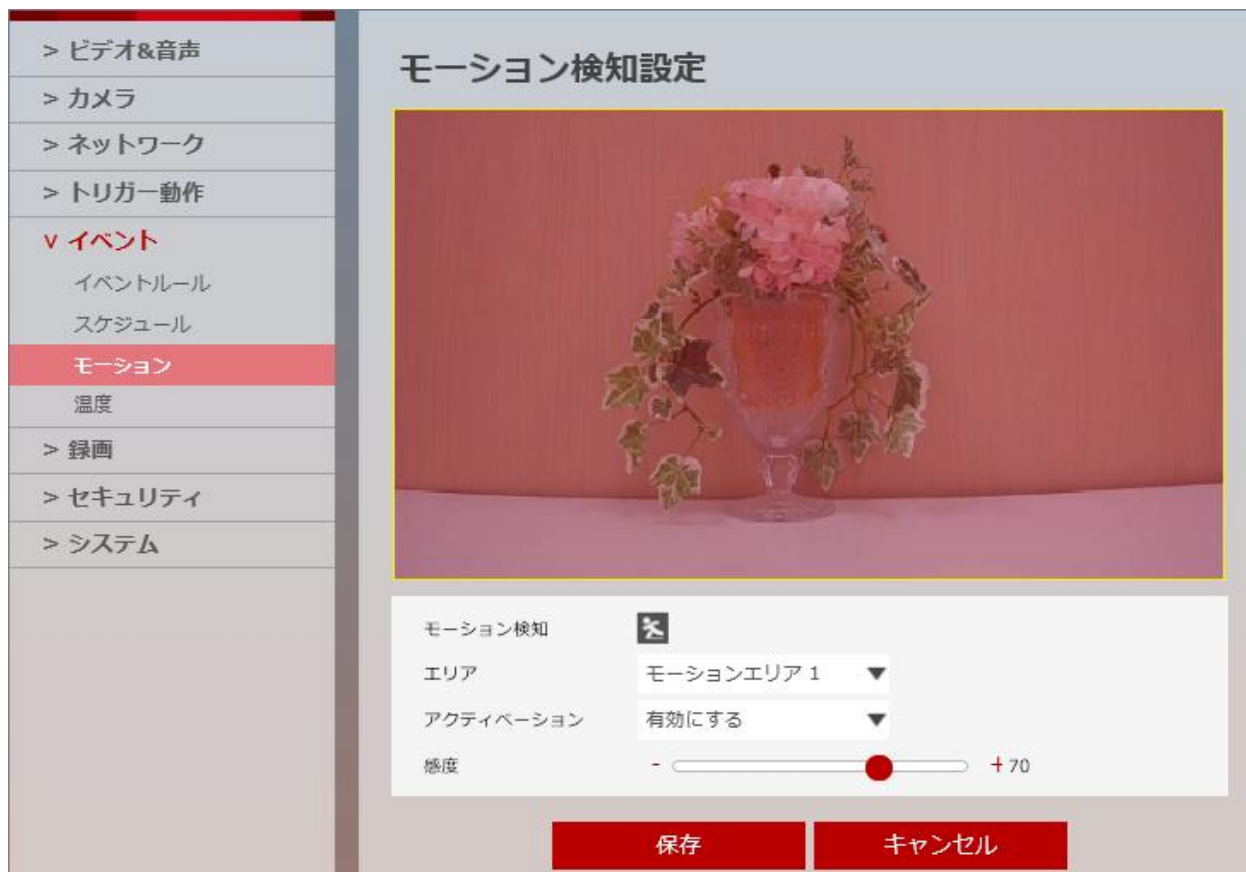 > ビデオ&音声
> カメラ
> ネットワーク
> トリガー動作
v イベント
イベントルール
スケジュール
モーション
温度
> 録画
> セキュリティ
> システム
モーション検知設定
モーション検知
エリア モーションエリア 1 ▼
アクティベーション 有効にする ▼
感度 - + 70
保存 キャンセル